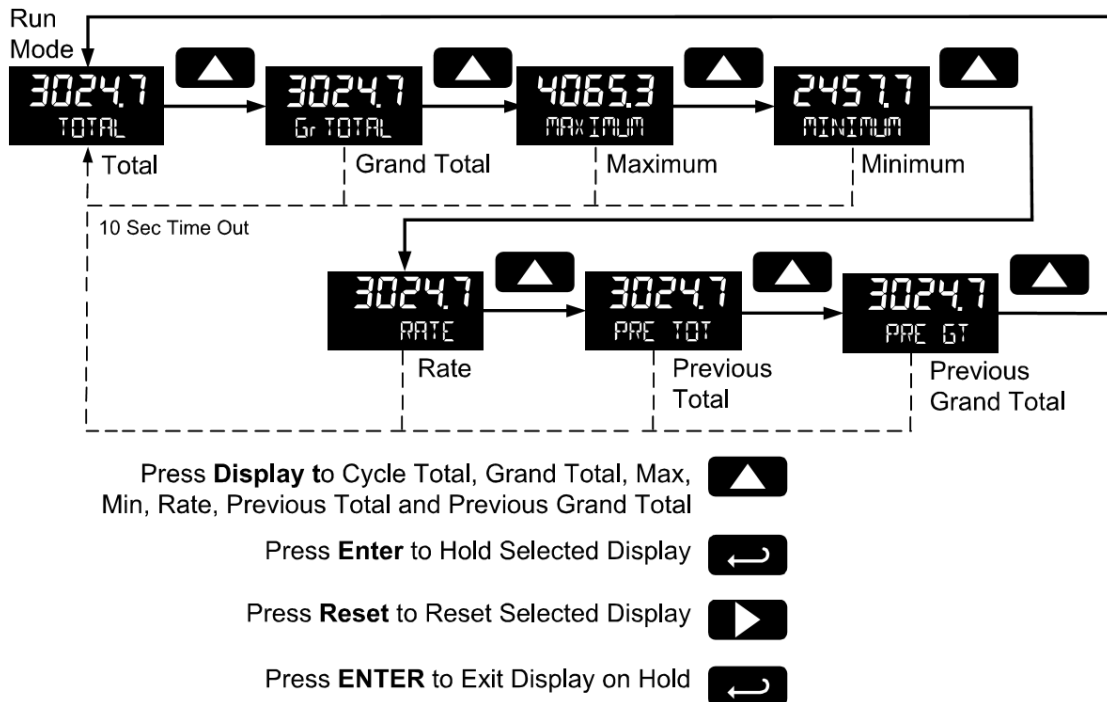 Run
Mode
3024.7
TOTAL
3024.7
Gr TOTAL
4065.3
MAXIMUM
2457.7
MINIMUM
Total
Grand Total
Maximum
Minimum
10 Sec Time Out
3024.7
RATE
3024.7
PRE TOT
3024.7
PRE GT
Rate
Previous
Total
Previous
Grand Total
Press Display to Cycle Total, Grand Total, Max,
Min, Rate, Previous Total and Previous Grand Total
Press Enter to Hold Selected Display
Press Reset to Reset Selected Display
Press ENTER to Exit Display on Hold